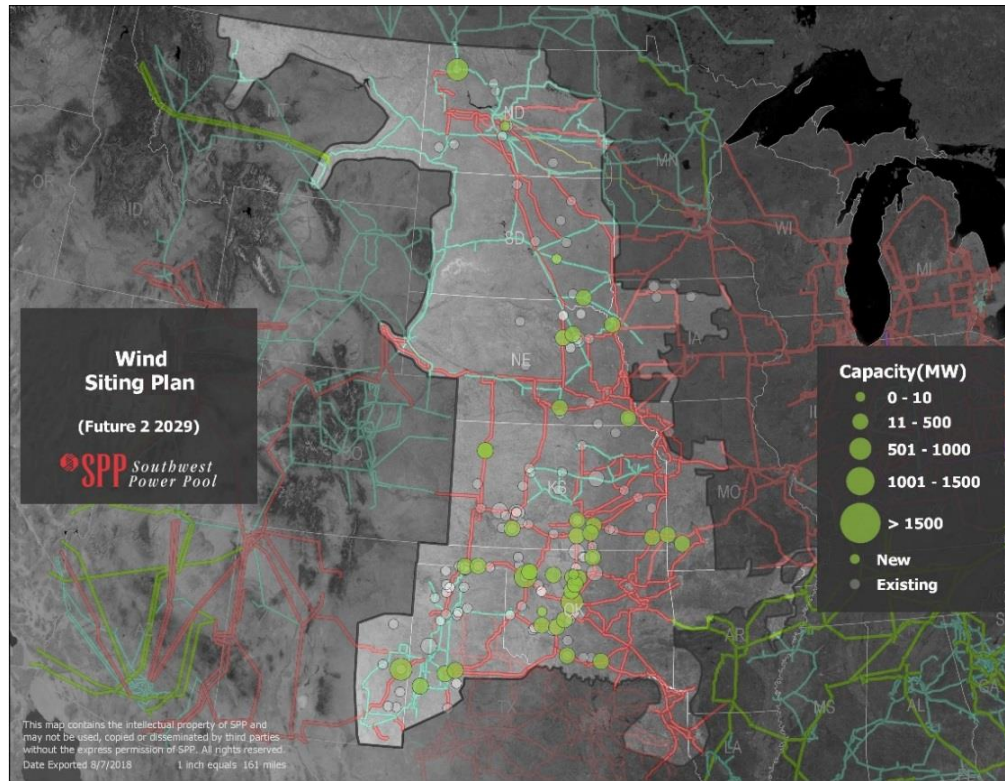 MT
ND
MN
OR
ID
SD
WI
MI
Wind
Siting Plan
(Future 2 2029)
SPP Southwest
Power Pool
NE
IA
Capacity(MW)
0 - 10
11 - 500
501 - 1000
1001 - 1500
> 1500
New
Existing
CO
KS
MO
OK
AR
MS
AL
LA
This map contains the intellectual property of SPP and
may not be used, copied or disseminated by third parties
without the express permission of SPP. All rights reserved.
Date Exported 8/7/2018 1 inch equals 161 miles